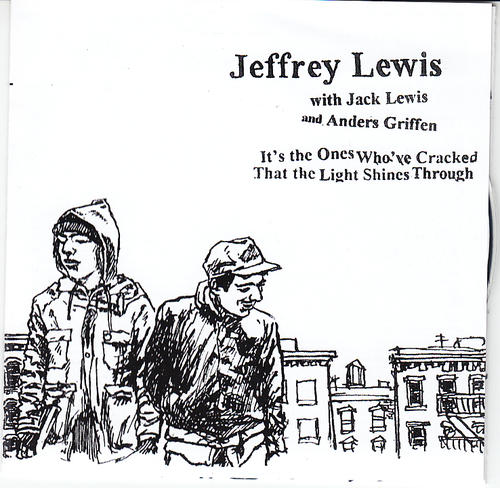 Jeffrey Lewis
with Jack Lewis
and Anders Griffen
It's the Ones Who've Cracked
That the Light Shines Through